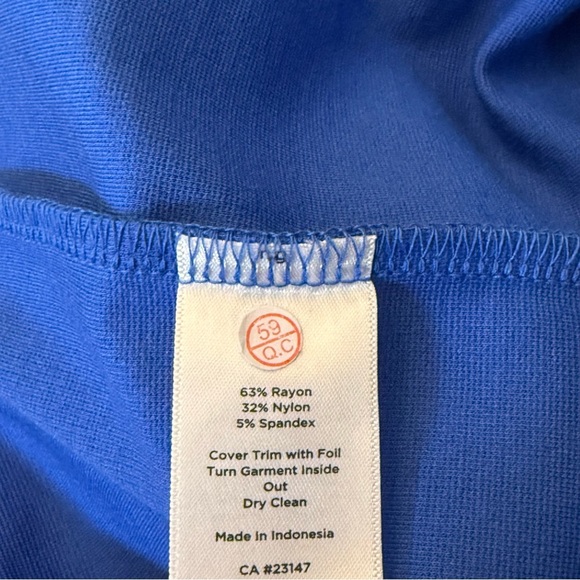 59
Q.C
63% Rayon
32% Nylon
5% Spandex
Cover Trim with Foil
Turn Garment Inside
Out
Dry Clean
Made in Indonesia
CA #23147